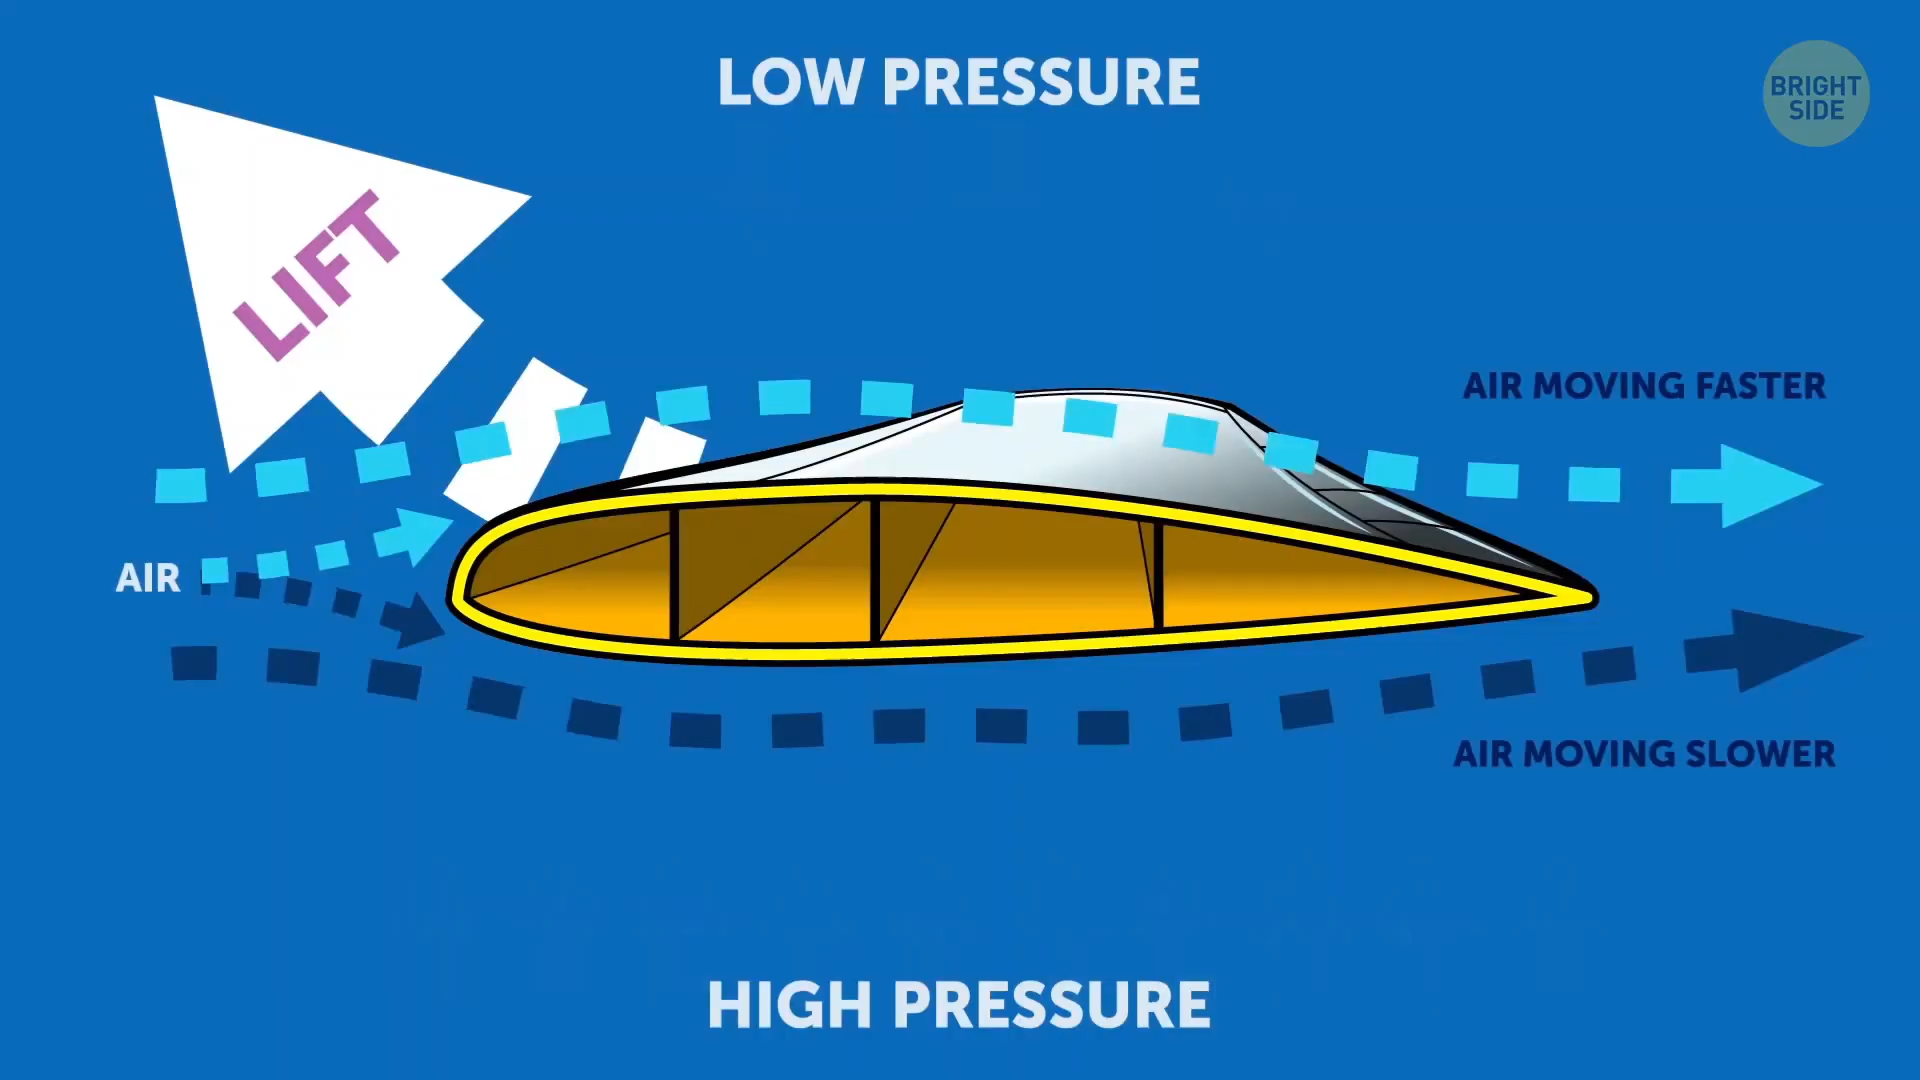 LOW PRESSURE
BRIGHT
SIDE
LIFT
AIR MOVING FASTER
AIR
AIR MOVING SLOWER
HIGH PRESSURE